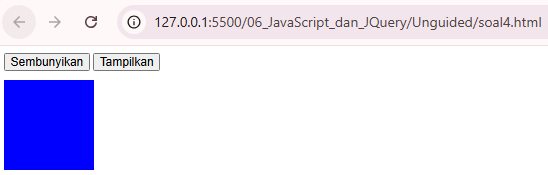 127.0.0.1:5500/06_JavaScript_dan_JQuery/Unguided/soal4.html
Sembunyikan Tampilkan